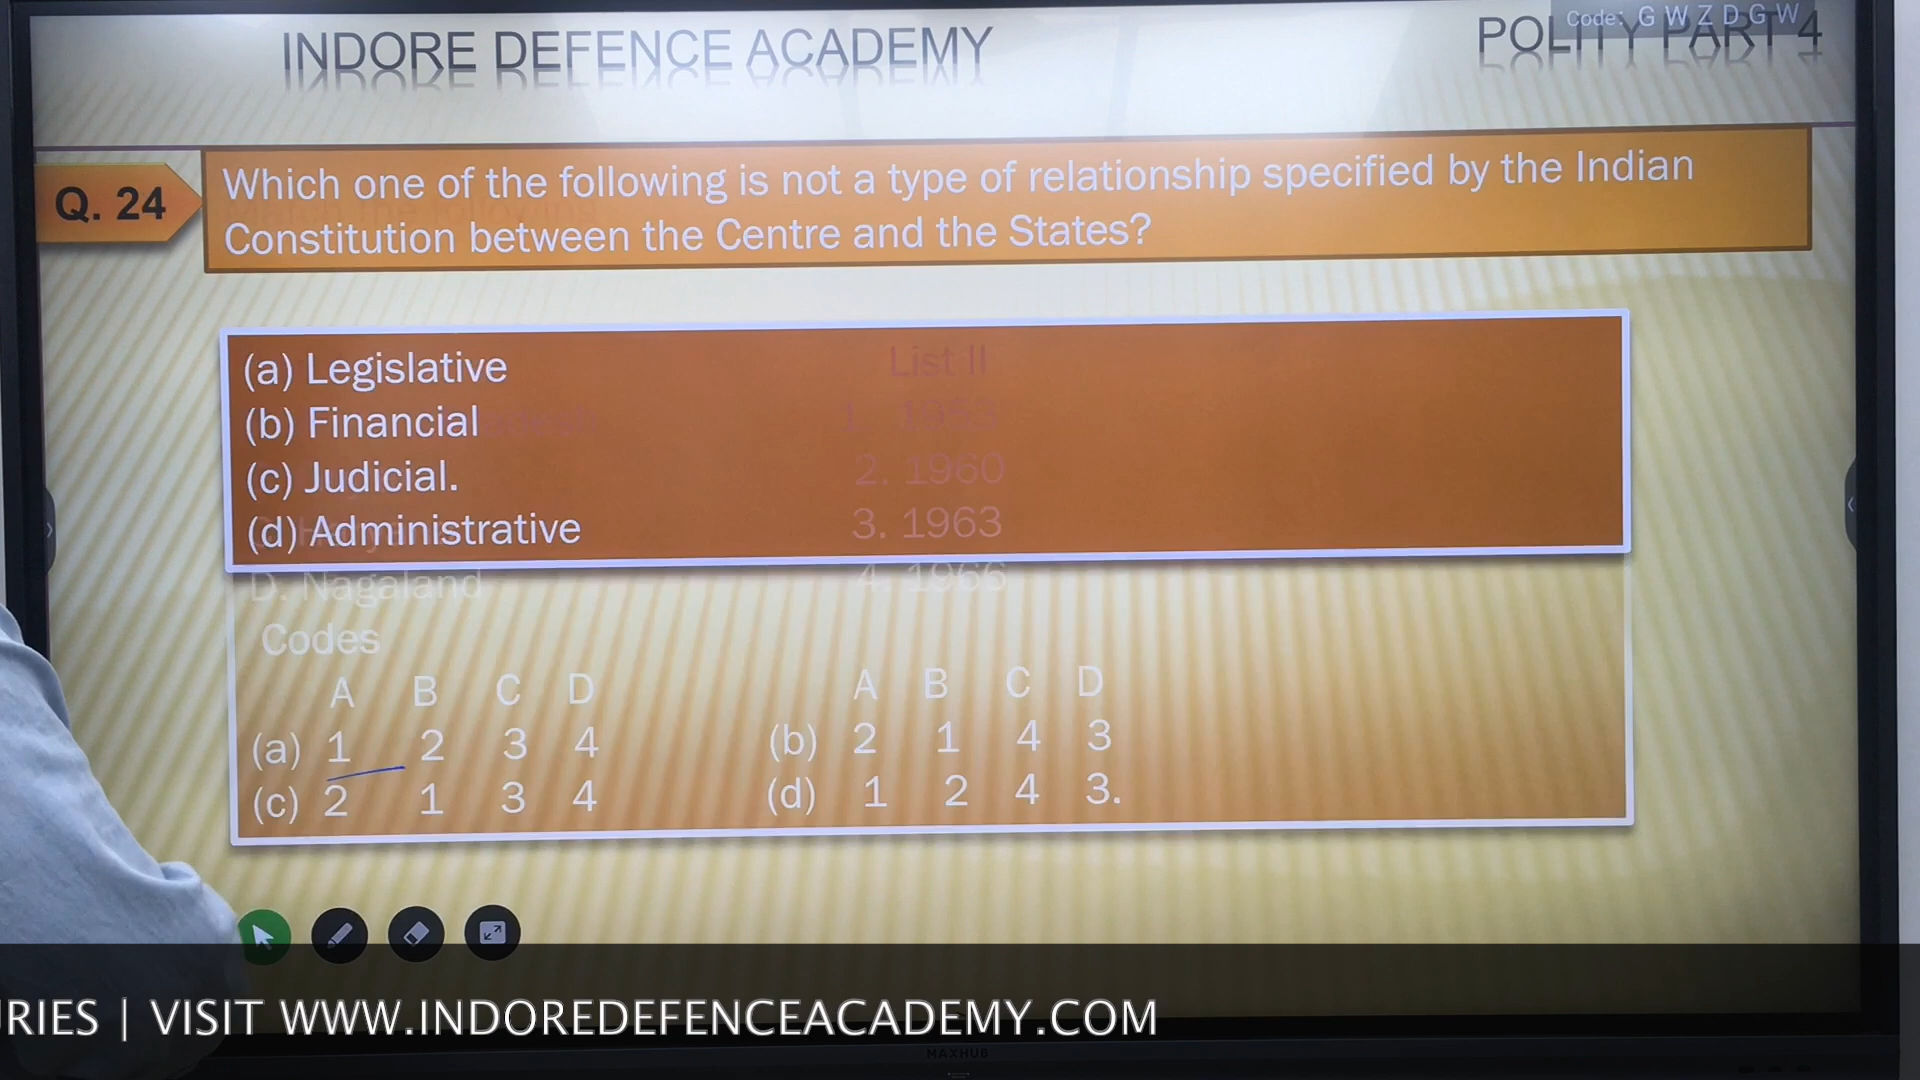 Code: G W Z D G W
INDORE DEFENCE ACADEMY
POLITY PART 4
Q. 24
Which one of the following is not a type of relationship specified by the Indian
Constitution between the Centre and the States?
(a) Legislative
List II
(b) Financial
1. 1953
(c) Judicial.
2. 1960
(d) Administrative
3. 1963
D. Nagaland
4. 1966
Codes
A B C D
A B C D
(a) 1 2 3 4
(b) 2 1 4 3
(c) 2 1 3 4
(d) 1 2 4 3.
RIES | VISIT WWW.INDOREDEFENCEACADEMY.COM
MAXHUB